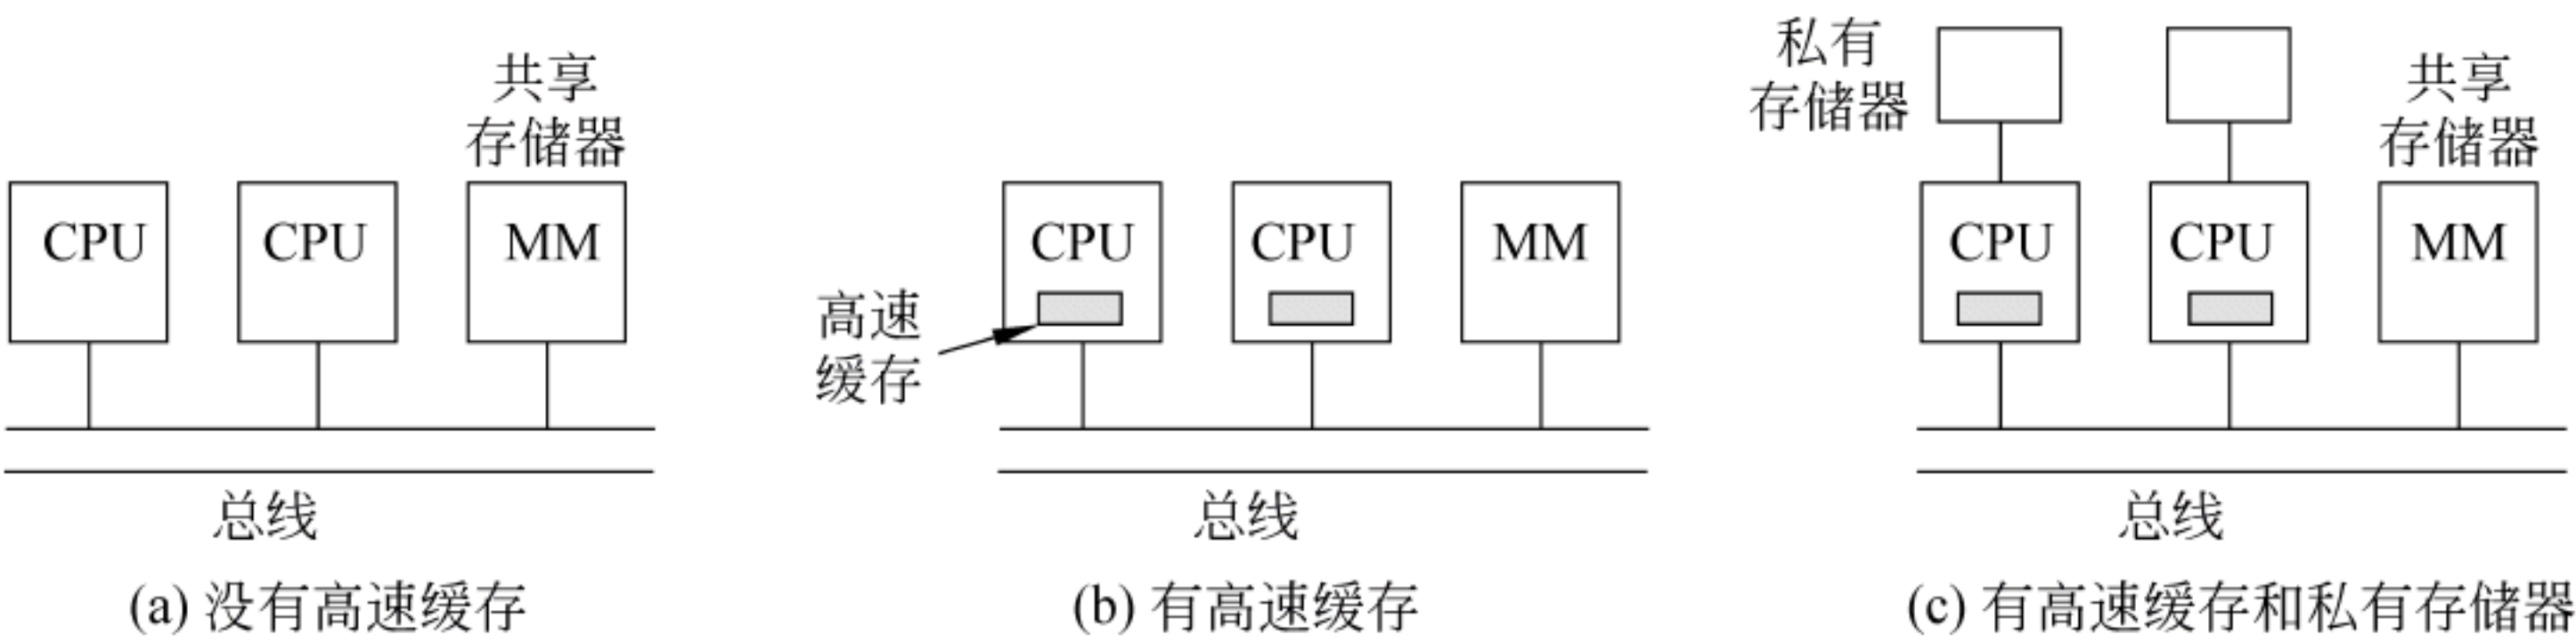 共享
存储器
CPU
CPU
MM
总线
(a) 没有高速缓存
CPU
CPU
MM
高速
缓存
总线
(b) 有高速缓存
私有
存储器
共享
存储器
CPU
CPU
MM
总线
(c) 有高速缓存和私有存储器